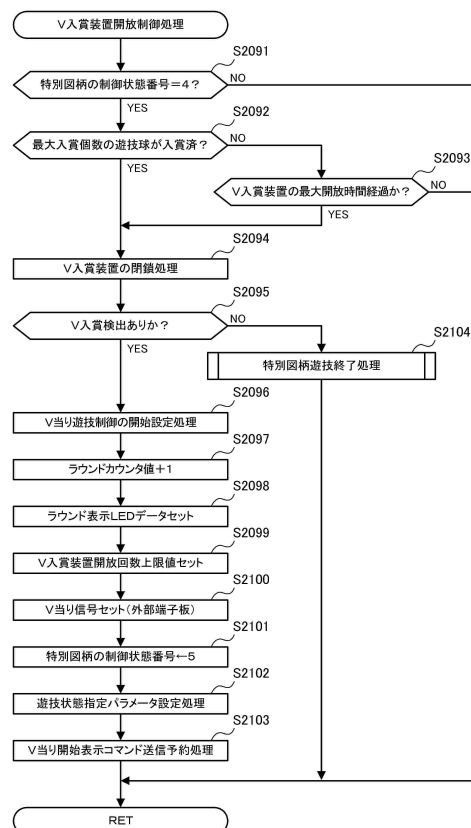 V入賞装置開放制御処理
S2091
特別図柄の制御状態番号＝4？
NO
YES
S2092
最大入賞個数の遊技球が入賞済？
NO
YES
S2093
V入賞装置の最大開放時間経過か？
NO
YES
S2094
V入賞装置の閉鎖処理
S2095
V入賞検出ありか？
NO
YES
S2104
特別図柄遊技終了処理
S2096
V当り遊技制御の開始設定処理
S2097
ラウンドカウンタ値＋1
S2098
ラウンド表示LEDデータセット
S2099
V入賞装置開放回数上限値セット
S2100
V当り信号セット（外部端子板）
S2101
特別図柄の制御状態番号←5
S2102
遊技状態指定パラメータ設定処理
S2103
V当り開始表示コマンド送信予約処理
RET